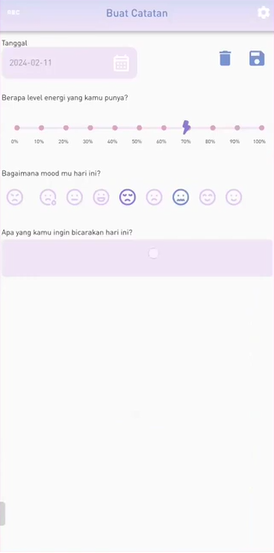 Buat Catatan
Tanggal
2024-02-11
Berapa level energi yang kamu punya?
0% 10% 20% 30% 40% 50% 60% 70% 80% 90% 100%
Bagaimana mood mu hari ini?
Apa yang kamu ingin bicarakan hari ini?